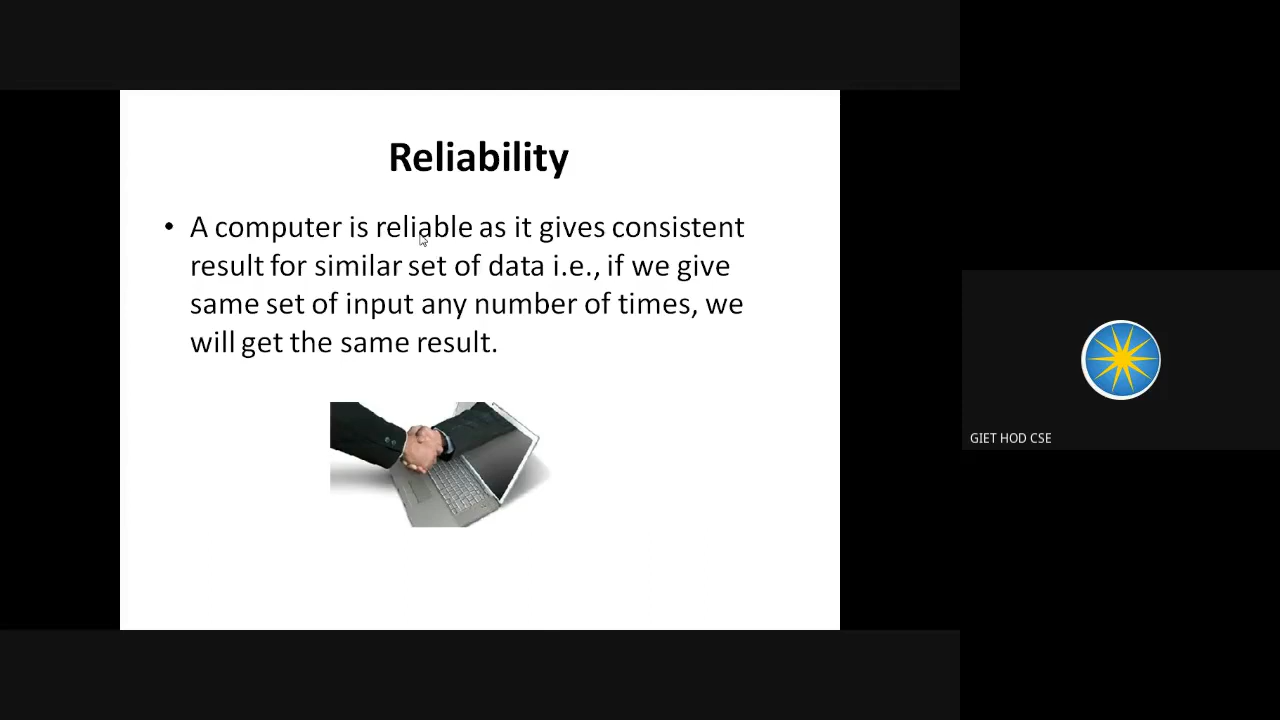 Reliability
• A computer is reliable as it gives consistent
result for similar set of data i.e., if we give
same set of input any number of times, we
will get the same result.
GIET HOD CSE